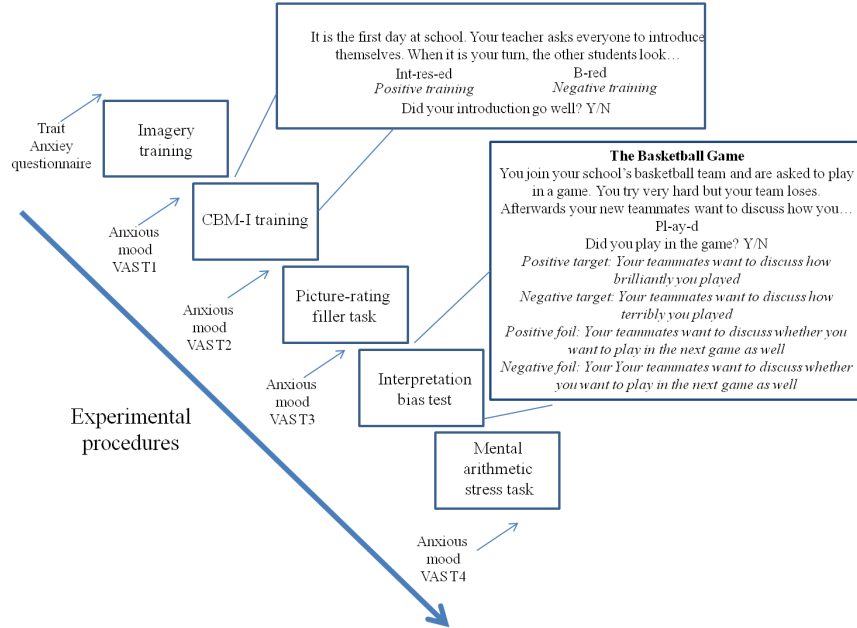 It is the first day at school. Your teacher asks everyone to introduce
themselves. When it is your turn, the other students look…
Int-res-ed
B-red
Positive training
Negative training
Did your introduction go well? Y/N
Trait
Anxiey
questionnaire
Imagery
training
The Basketball Game
You join your school's basketball team and are asked to play
in a game. You try very hard but your team loses.
Afterwards your new teammates want to discuss how you…
Pl-ay-d
Did you play in the game? Y/N
Positive target: Your teammates want to discuss how
brilliantly you played
Negative target: Your teammates want to discuss how
terribly you played
Positive foil: Your teammates want to discuss whether you
want to play in the next game as well
Negative foil: Your Your teammates want to discuss whether
you want to play in the next game as well
CBM-I training
Anxious
mood
VAST1
Picture-rating
filler task
Anxious
mood
VAST2
Interpretation
bias test
Anxious
mood
VAST3
Experimental
procedures
Mental
arithmetic
stress task
Anxious
mood
VAST4